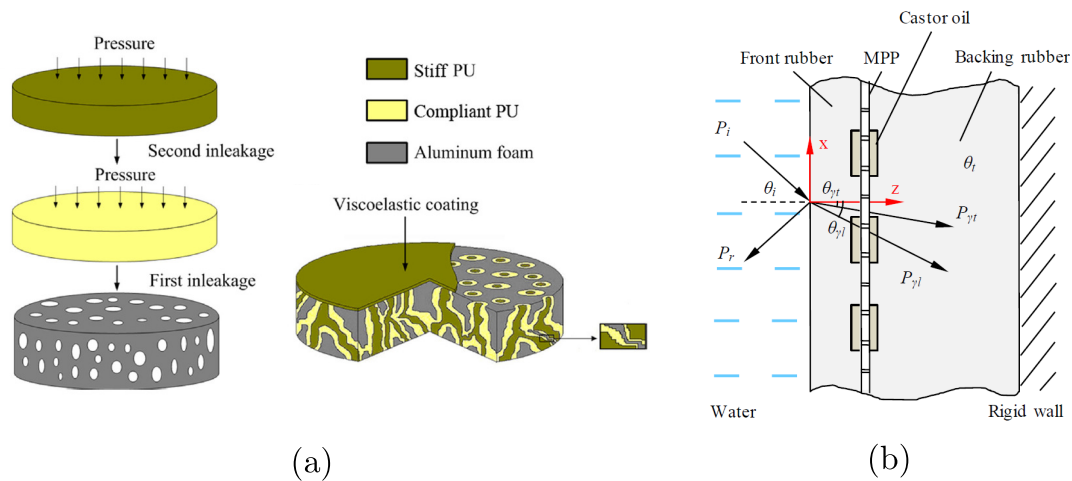 Pressure
Second inleakage
Pressure
First inleakage
Stiff PU
Compliant PU
Aluminum foam
Viscoelastic coating
(a)
Castor oil
Front rubber
MPP
Backing rubber
P_i
x
θ_i
θ_γt
z
θ_t
P_γt
θ_γl
P_r
P_γl
Water
Rigid wall
(b)